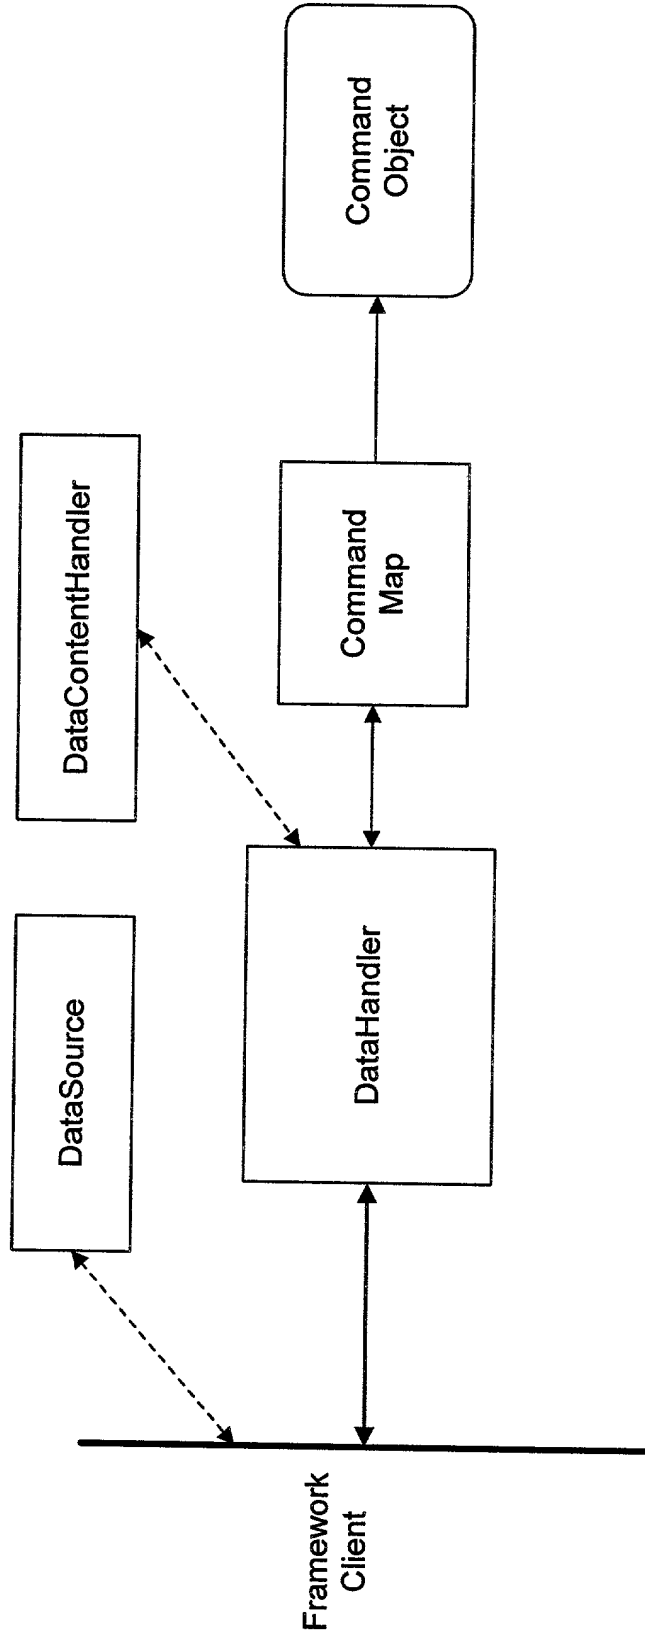 DataSource
DataContentHandler
Framework
Client
DataHandler
Command
Map
Command
Object